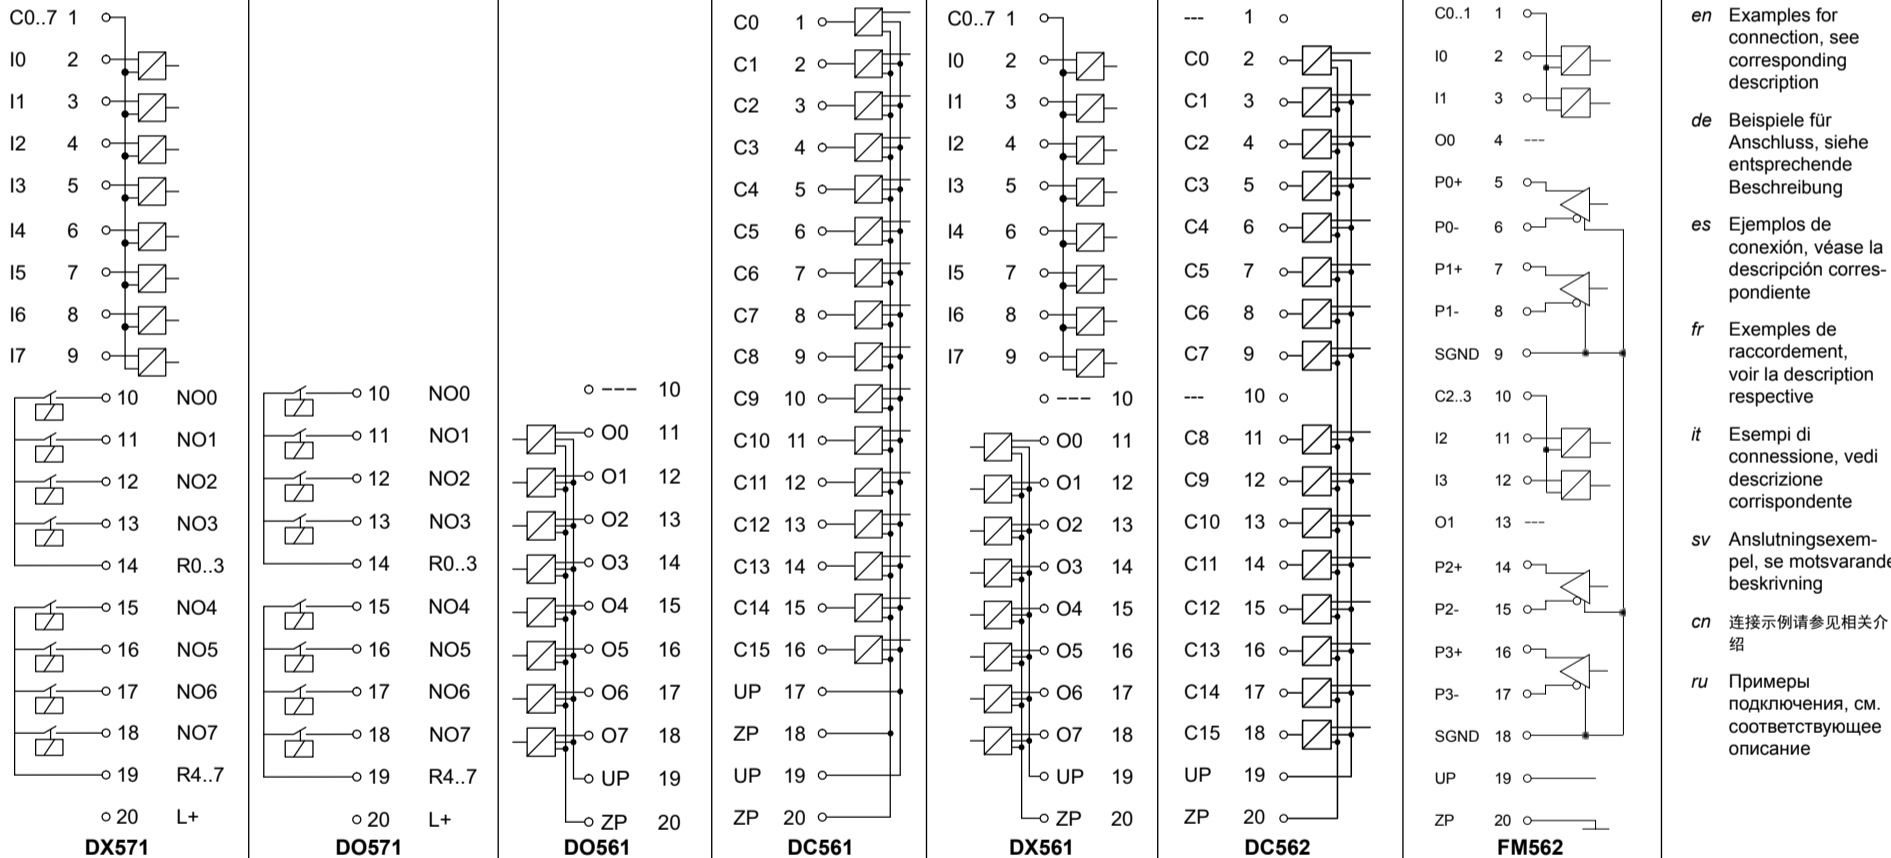 C0..7 1
I0 2
I1 3
I2 4
I3 5
I4 6
I5 7
I6 8
I7 9
10 NO0
11 NO1
12 NO2
13 NO3
14 R0..3
15 NO4
16 NO5
17 NO6
18 NO7
19 R4..7
20 L+
DX571
10 NO0
11 NO1
12 NO2
13 NO3
14 R0..3
15 NO4
16 NO5
17 NO6
18 NO7
19 R4..7
20 L+
DO571
--- 10
O0 11
O1 12
O2 13
O3 14
O4 15
O5 16
O6 17
O7 18
UP 19
ZP 20
DO561
C0 1
C1 2
C2 3
C3 4
C4 5
C5 6
C6 7
C7 8
C8 9
C9 10
C10 11
C11 12
C12 13
C13 14
C14 15
C15 16
UP 17
ZP 18
UP 19
ZP 20
DC561
C0..7 1
I0 2
I1 3
I2 4
I3 5
I4 6
I5 7
I6 8
I7 9
--- 10
O0 11
O1 12
O2 13
O3 14
O4 15
O5 16
O6 17
O7 18
UP 19
ZP 20
DX561
--- 1
C0 2
C1 3
C2 4
C3 5
C4 6
C5 7
C6 8
C7 9
--- 10
C8 11
C9 12
C10 13
C11 14
C12 15
C13 16
C14 17
C15 18
UP 19
ZP 20
DC562
C0..1 1
I0 2
I1 3
O0 4 ---
P0+ 5
P0- 6
P1+ 7
P1- 8
SGND 9
C2..3 10
I2 11
I3 12
O1 13 ---
P2+ 14
P2- 15
P3+ 16
P3- 17
SGND 18
UP 19
ZP 20
FM562
en Examples for
connection, see
corresponding
description
de Beispiele für
Anschluss, siehe
entsprechende
Beschreibung
es Ejemplos de
conexión, véase la
descripción corres-
pondiente
fr Exemples de
raccordement,
voir la description
respective
it Esempi di
connessione, vedi
descrizione
corrispondente
sv Anslutningsexem-
pel, se motsvarande
beskrivning
cn 连接示例请参见相关介
绍
ru Примеры
подключения, см.
соответствующее
описание